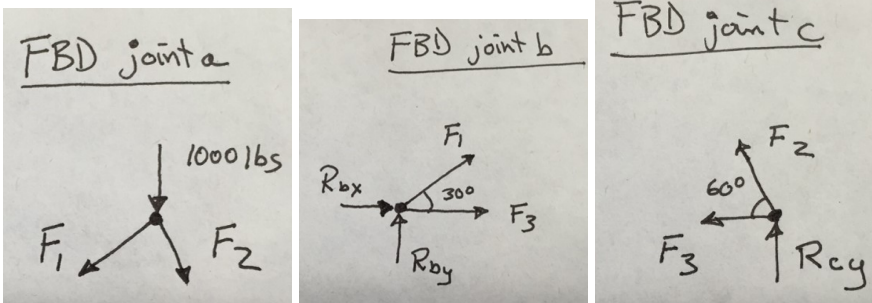 FBD joint a
1000 lbs
F1
F2
FBD joint b
F1
Rbx
30°
F3
Rby
FBD joint c
F2
60°
F3
Rcy